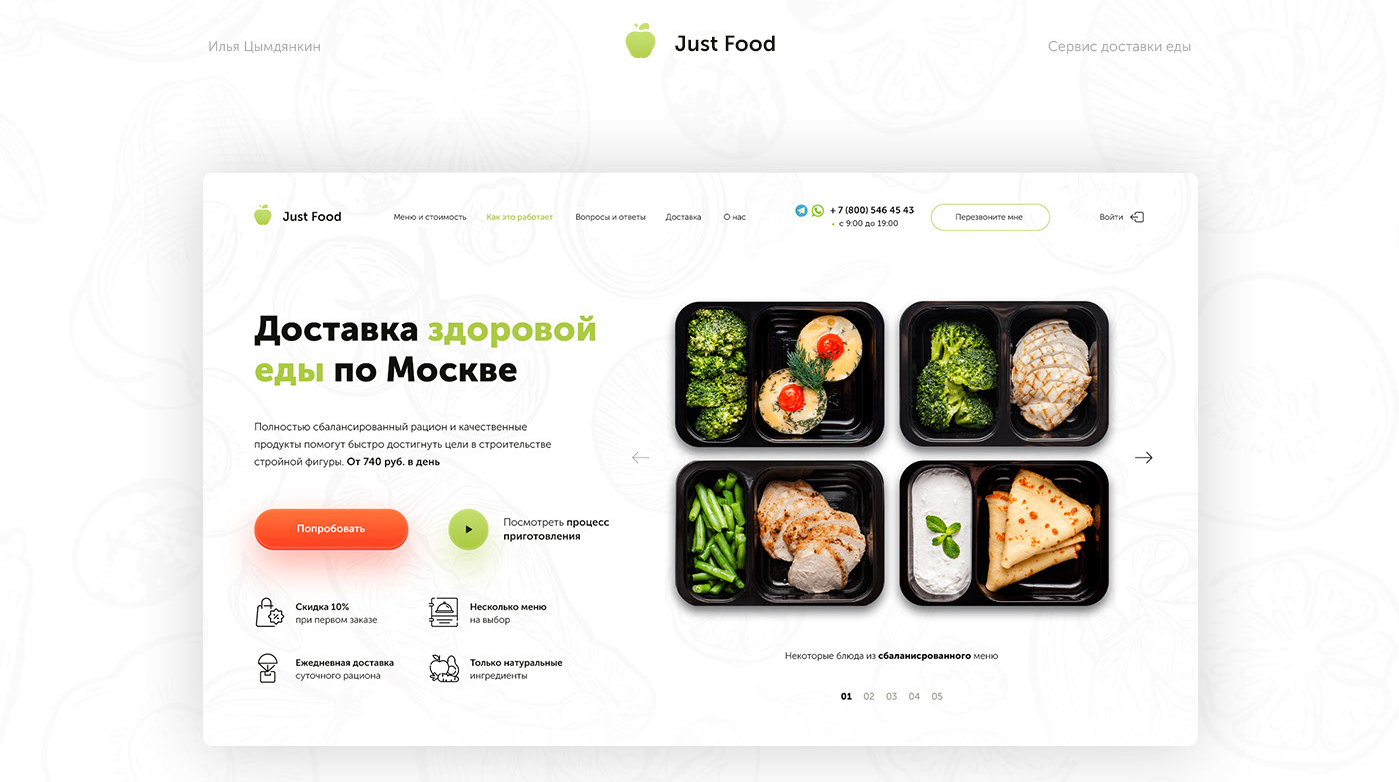 Илья Цымдянкин
Just Food
Сервис доставки еды
Just Food
Меню и стоимость
Как это работает
Вопросы и ответы
Доставка
О нас
+ 7 (800) 546 45 43
с 9:00 до 19:00
Перезвоните мне
Войти
Доставка здоровой
еды по Москве
Полностью сбалансированный рацион и качественные
продукты помогут быстро достигнуть цели в строительстве
стройной фигуры. От 740 руб. в день
Попробовать
Посмотреть процесс
приготовления
Скидка 10%
при первом заказе
Несколько меню
на выбор
Ежедневная доставка
суточного рациона
Только натуральные
ингредиенты
Некоторые блюда из сбаланисрованного меню
01 02 03 04 05